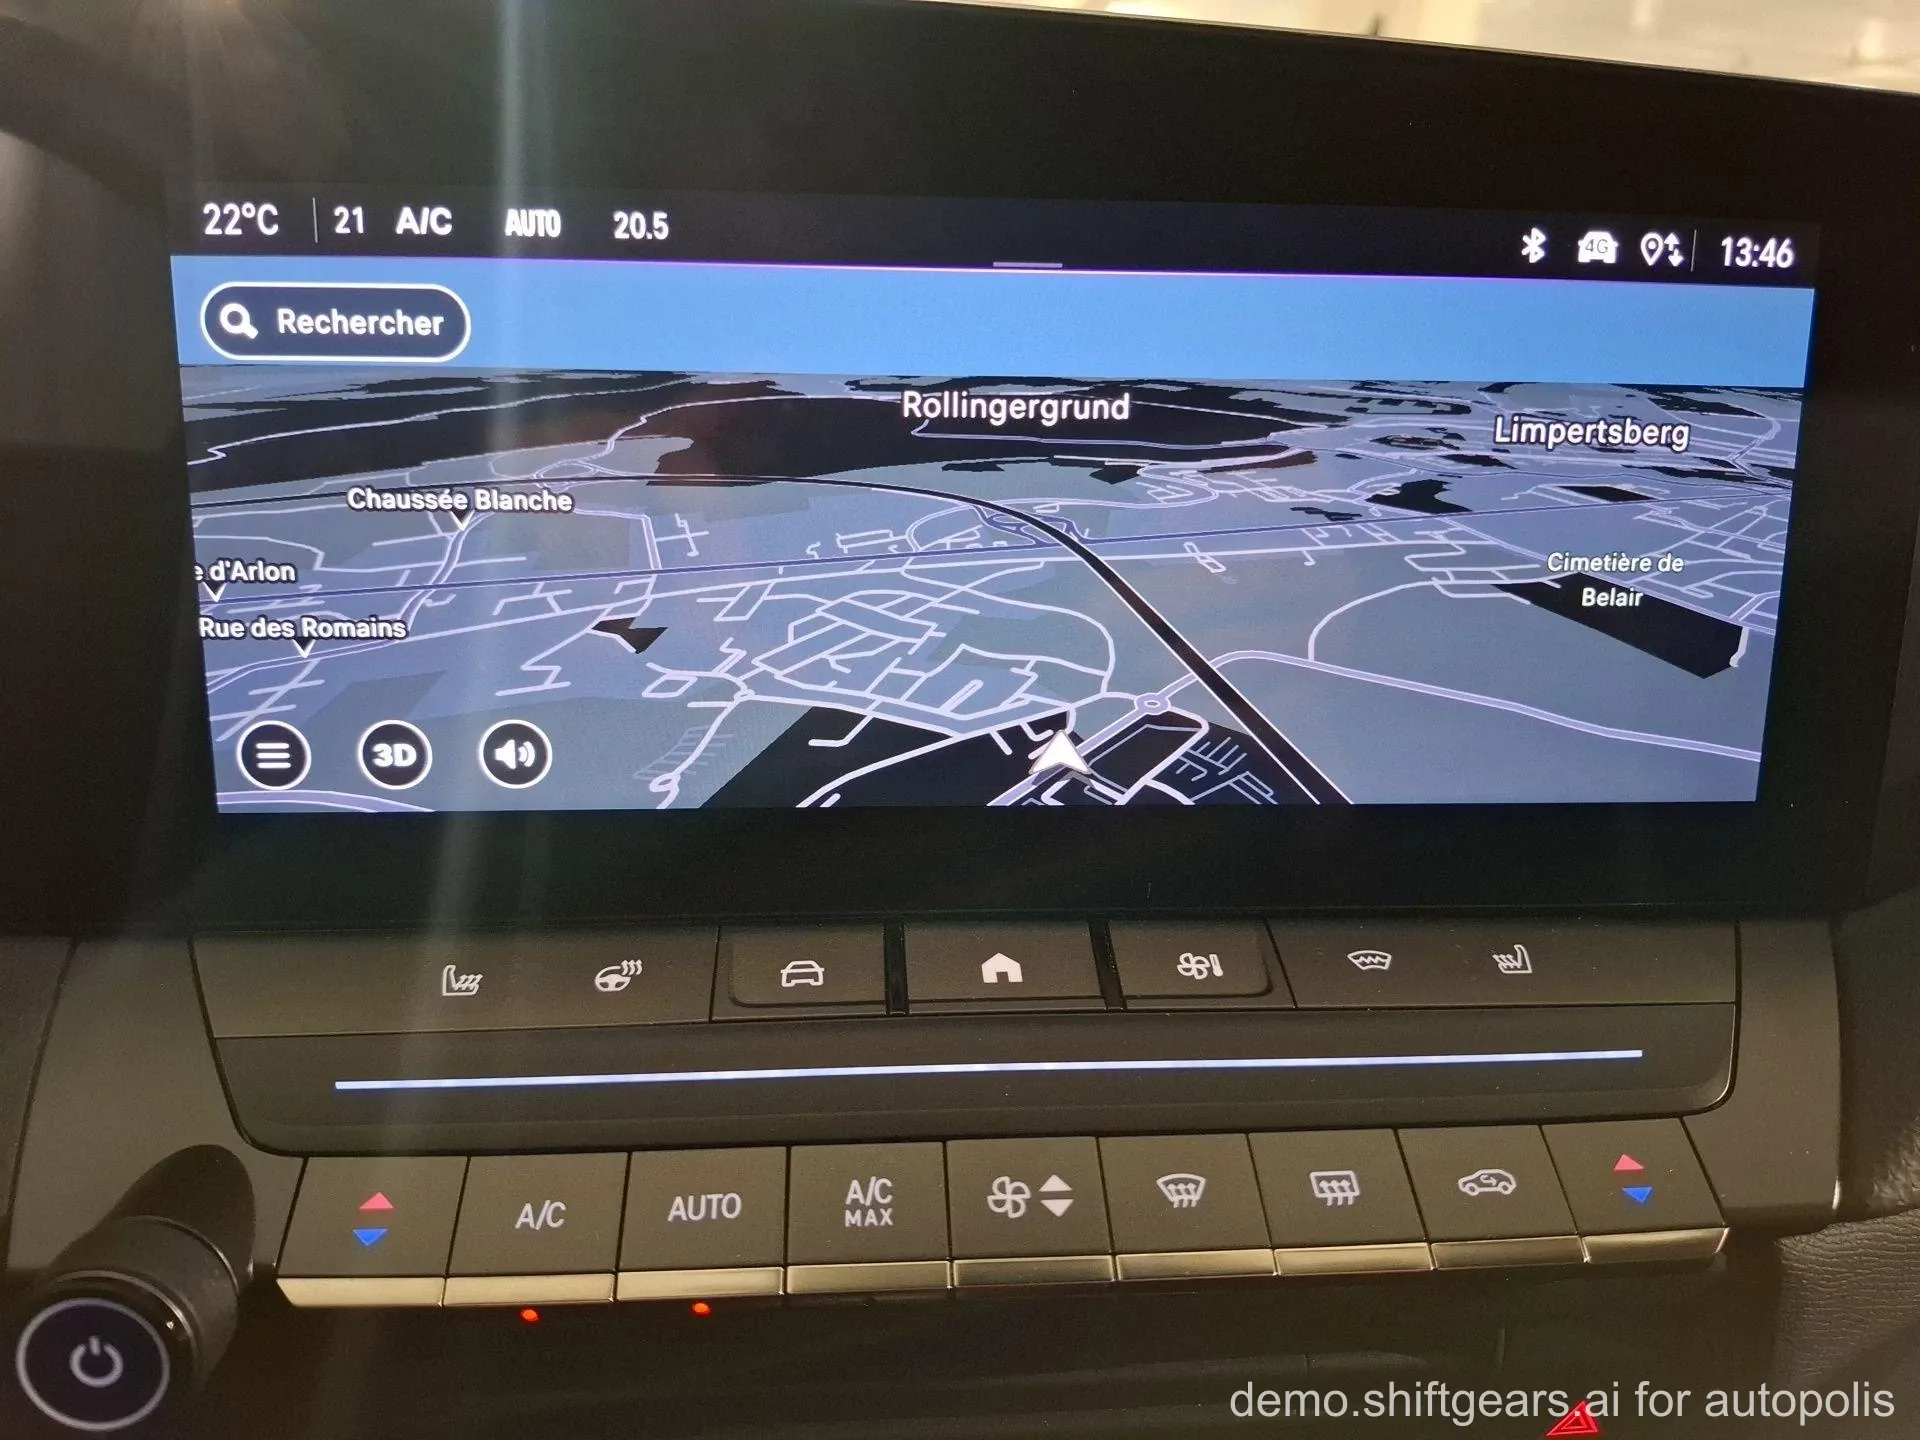 22°C 21 A/C AUTO 20.5 4G 13:46
Rechercher
Rollingergrund
Limpertsberg
Chaussée Blanche
e d'Arlon
Cimetière de
Belair
Rue des Romains
3D
A/C
AUTO
A/C
MAX
demo.shiftgears.ai for autopolis